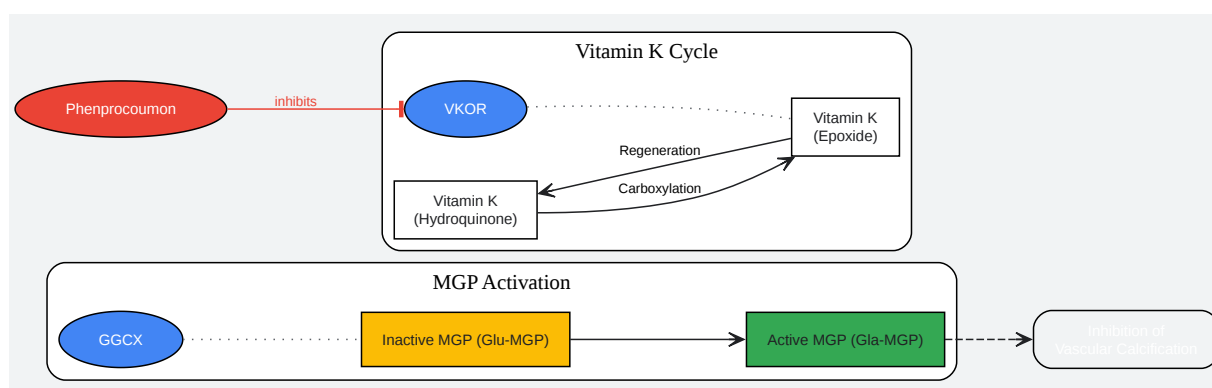 Vitamin K Cycle
Phenprocoumon
inhibits
VKOR
Vitamin K
(Epoxide)
Regeneration
Carboxylation
Vitamin K
(Hydroquinone)
MGP Activation
GGCX
Inactive MGP (Glu-MGP)
Active MGP (Gla-MGP)
Inhibition of
Vascular Calcification